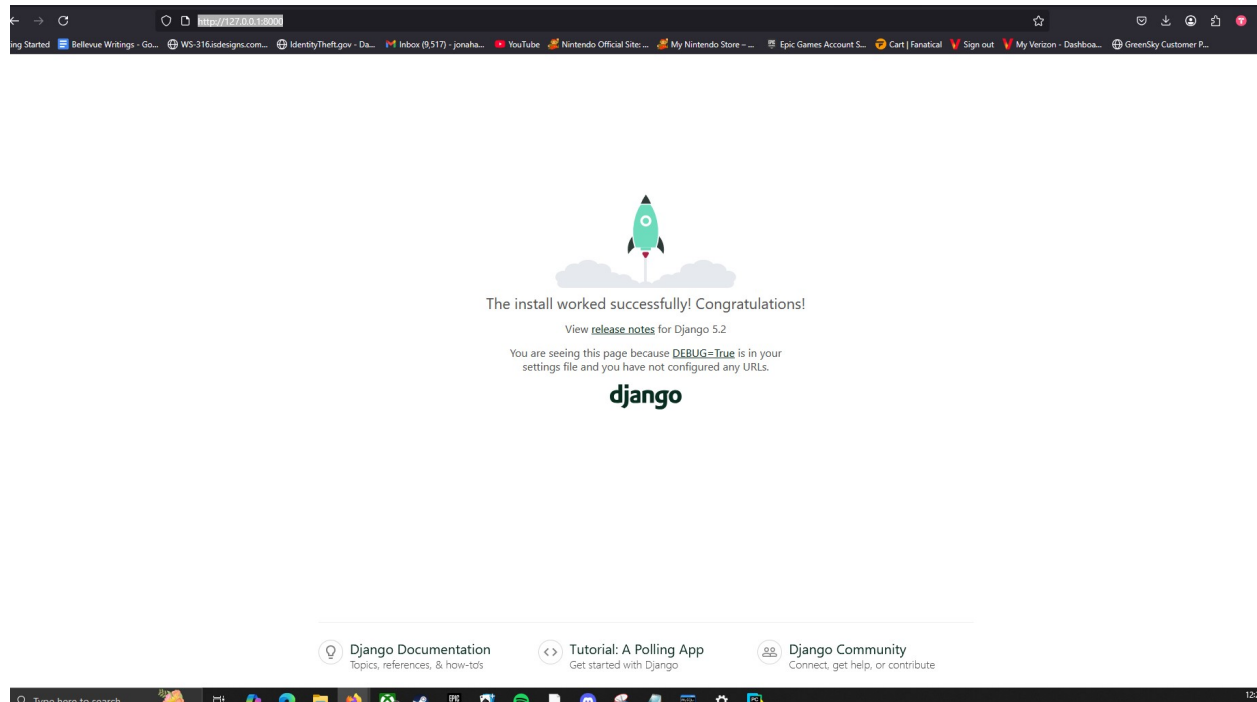 http://127.0.0.1:8000
ing Started Bellevue Writings - Go... WS-316.isdesigns.com... IdentityTheft.gov - Da... Inbox (9,517) - jonaha... YouTube Nintendo Official Site: ... My Nintendo Store – ... Epic Games Account S... Cart | Fanatical Sign out My Verizon - Dashboa... GreenSky Customer P...
The install worked successfully! Congratulations!
View release notes for Django 5.2
You are seeing this page because DEBUG=True is in your
settings file and you have not configured any URLs.
django
Django Documentation
Topics, references, & how-to's
Tutorial: A Polling App
Get started with Django
Django Community
Connect, get help, or contribute
Type here to search
EPIC
PC